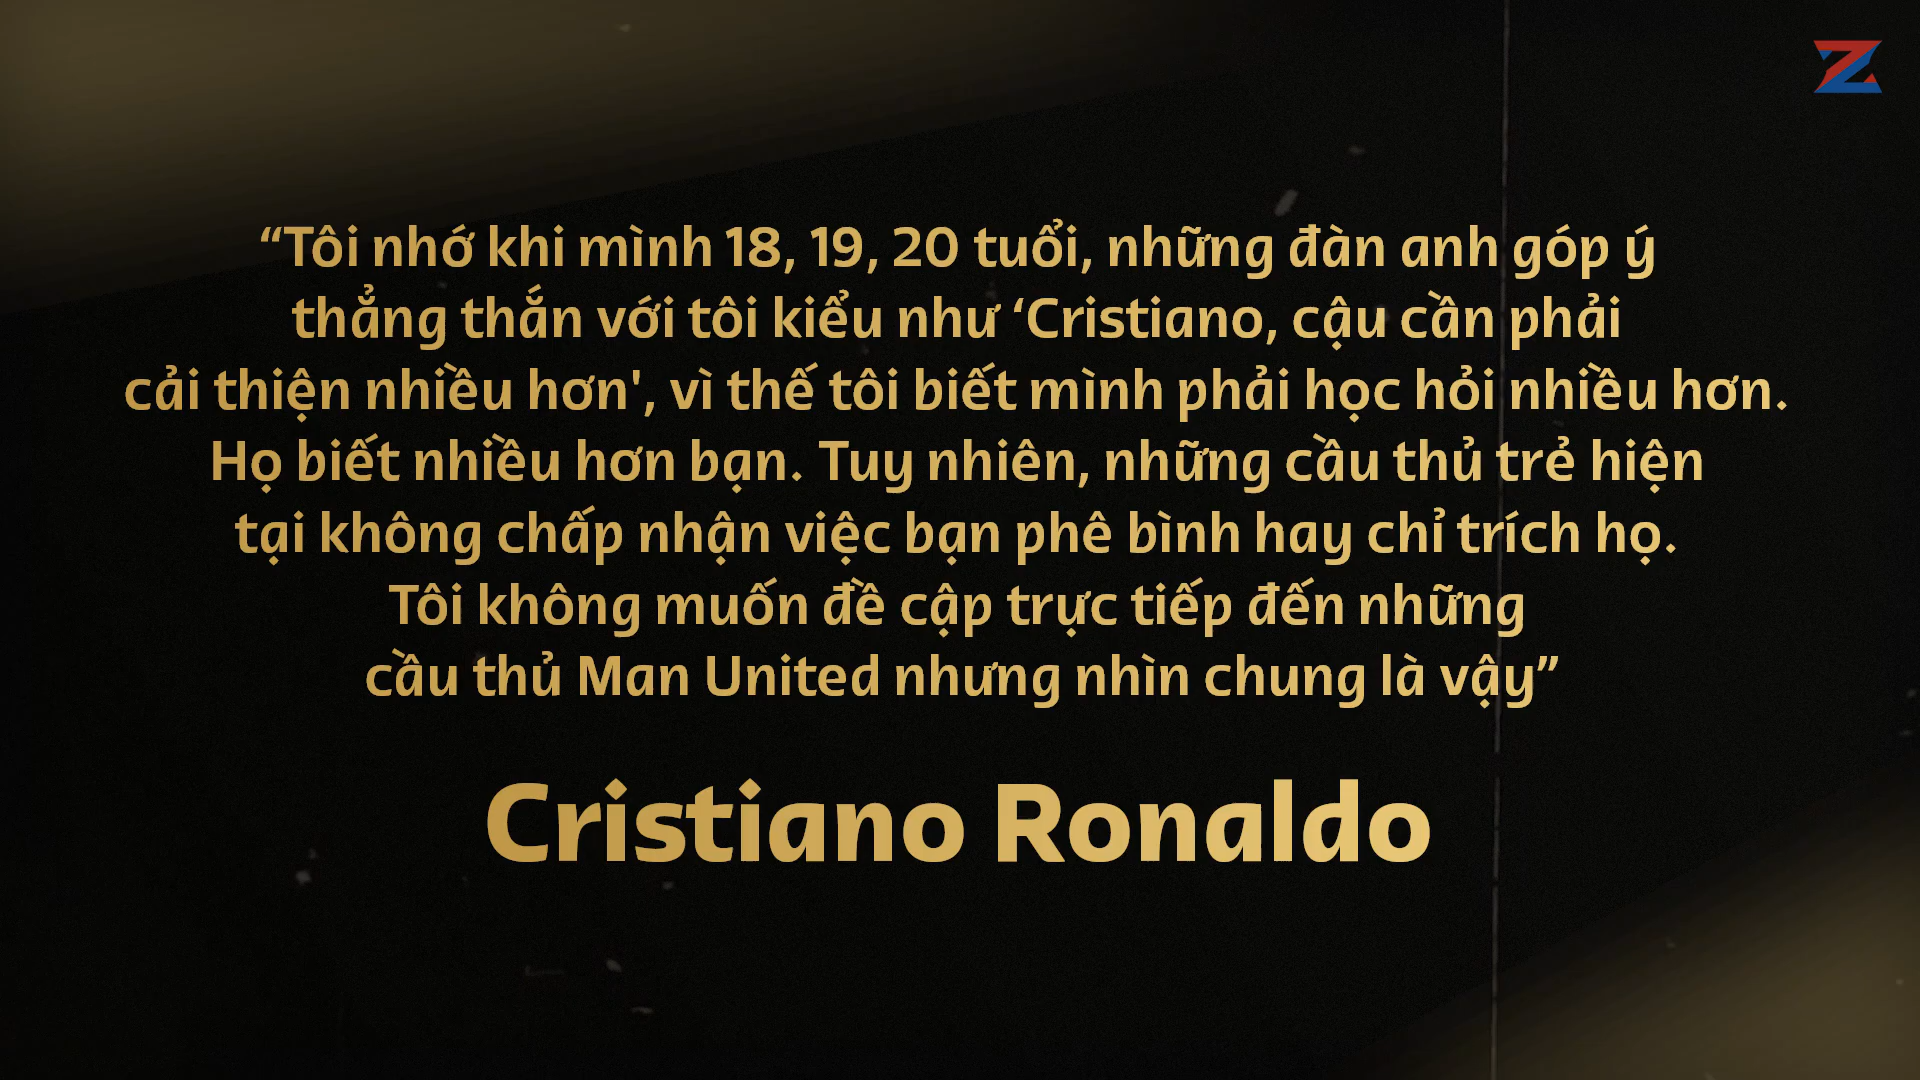 “Tôi nhớ khi mình 18, 19, 20 tuổi, những đàn anh góp ý
thẳng thắn với tôi kiểu như ‘Cristiano, cậu cần phải
cải thiện nhiều hơn', vì thế tôi biết mình phải học hỏi nhiều hơn.
Họ biết nhiều hơn bạn. Tuy nhiên, những cầu thủ trẻ hiện
tại không chấp nhận việc bạn phê bình hay chỉ trích họ.
Tôi không muốn đề cập trực tiếp đến những
cầu thủ Man United nhưng nhìn chung là vậy”
Cristiano Ronaldo